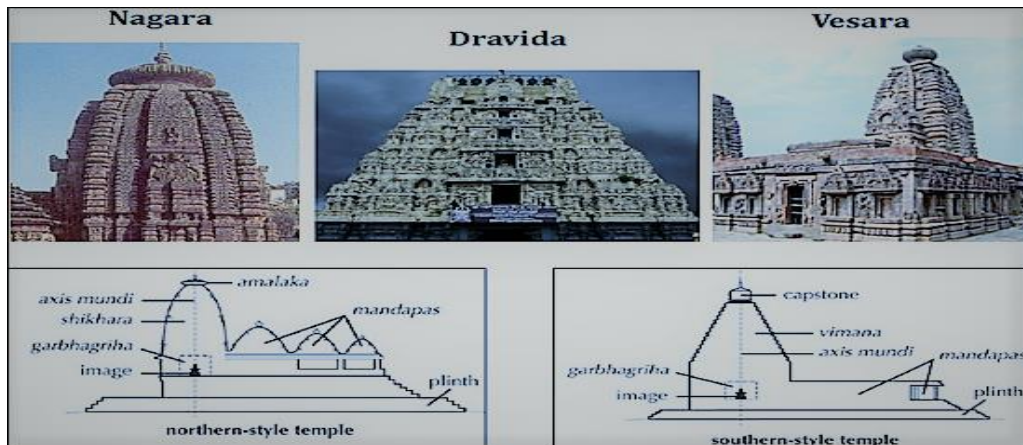 Nagara
Dravida
Vesara
amalaka
axis mundi
shikhara
mandapas
garbhagriha
image
plinth
northern-style temple
capstone
vimana
axis mundi
mandapas
garbhagriha
image
plinth
southern-style temple